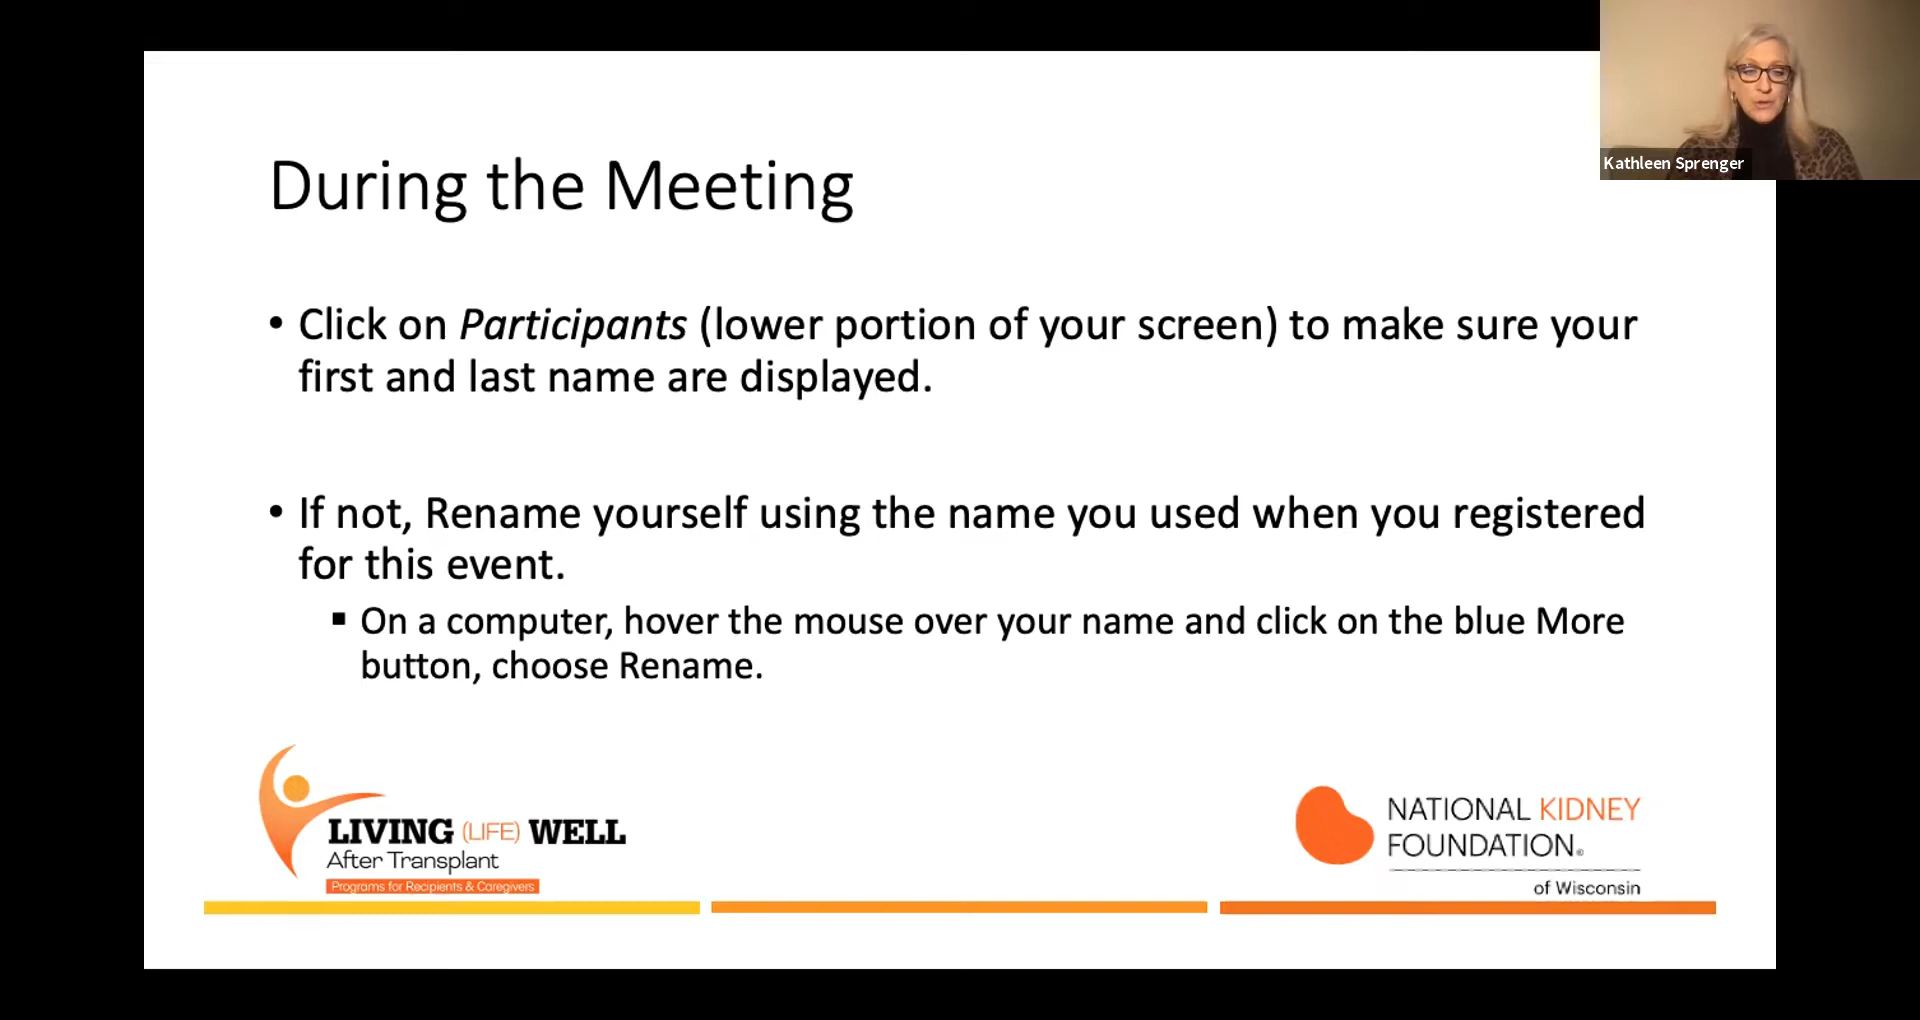 Kathleen Sprenger
During the Meeting
• Click on Participants (lower portion of your screen) to make sure your
first and last name are displayed.
• If not, Rename yourself using the name you used when you registered
for this event.
▪ On a computer, hover the mouse over your name and click on the blue More
button, choose Rename.
LIVING (LIFE) WELL
After Transplant
Programs for Recipients & Caregivers
NATIONAL KIDNEY
FOUNDATION®
of Wisconsin